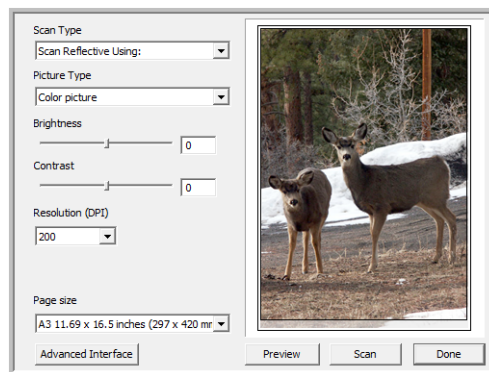 Scan Type
Scan Reflective Using:
Picture Type
Color picture
Brightness
0
Contrast
0
Resolution (DPI)
200
Page size
A3 11.69 x 16.5 inches (297 x 420 mr
Advanced Interface
Preview
Scan
Done